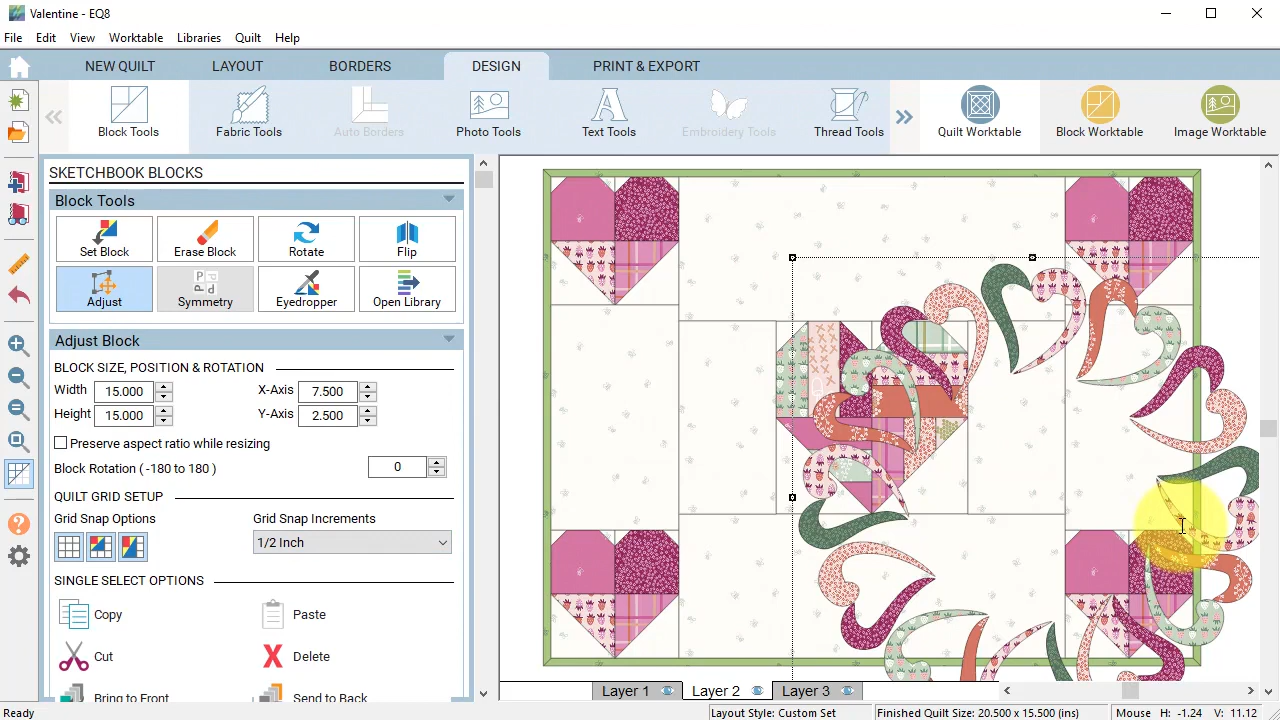 Valentine - EQ8
File Edit View Worktable Libraries Quilt Help
NEW QUILT LAYOUT BORDERS DESIGN PRINT & EXPORT
Block Tools Fabric Tools Auto Borders Photo Tools Text Tools Embroidery Tools Thread Tools Quilt Worktable Block Worktable Image Worktable
SKETCHBOOK BLOCKS
Block Tools
Set Block Erase Block Rotate Flip
Adjust Symmetry Eyedropper Open Library
Adjust Block
BLOCK SIZE, POSITION & ROTATION
Width 15.000 X-Axis 7.500
Height 15.000 Y-Axis 2.500
Preserve aspect ratio while resizing
Block Rotation ( -180 to 180 ) 0
QUILT GRID SETUP
Grid Snap Options Grid Snap Increments
1/2 Inch
SINGLE SELECT OPTIONS
Copy Paste
Cut Delete
Bring to Front Send to Back
Layer 1 Layer 2 Layer 3
Ready Layout Style: Custom Set Finished Quilt Size: 20.500 x 15.500 (ins) Mouse H: -1.24 V: 11.12